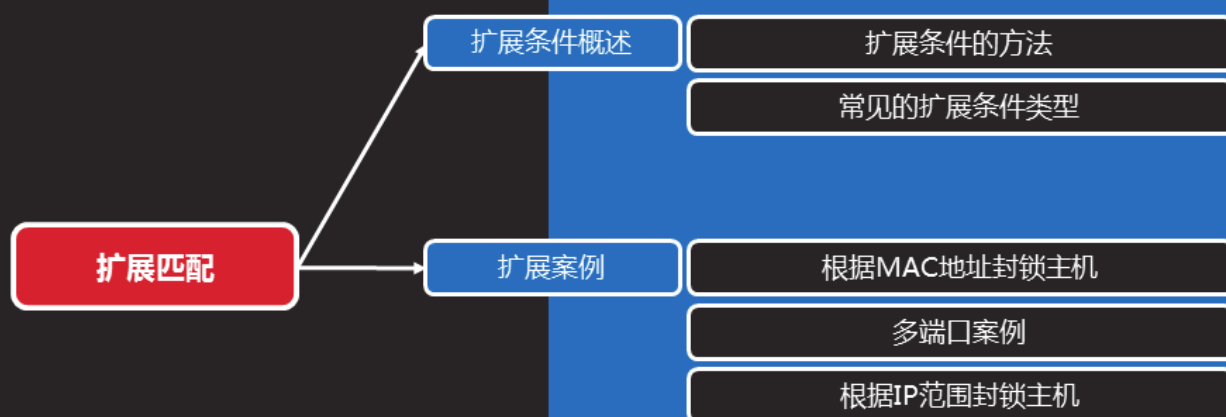 扩展条件概述
扩展条件的方法
常见的扩展条件类型
扩展匹配
扩展案例
根据MAC地址封锁主机
多端口案例
根据IP范围封锁主机